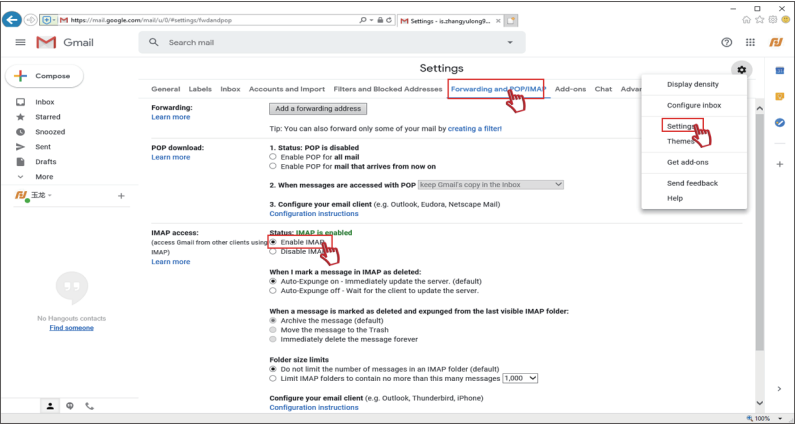 https://mail.google.com/mail/u/0/#settings/fwdandpop
Settings - is.zhangyulong9...
Gmail
Search mail
Compose
Inbox
Starred
Snoozed
Sent
Drafts
More
玉龙
No Hangouts contacts
Find someone
Settings
General Labels Inbox Accounts and Import Filters and Blocked Addresses Forwarding and POP/IMAP Add-ons Chat
Forwarding:
Learn more
Add a forwarding address
Tip: You can also forward only some of your mail by creating a filter!
POP download:
Learn more
1. Status: POP is disabled
Enable POP for all mail
Enable POP for mail that arrives from now on
2. When messages are accessed with POP keep Gmail's copy in the Inbox
3. Configure your email client (e.g. Outlook, Eudora, Netscape Mail)
Configuration instructions
IMAP access:
(access Gmail from other clients using
IMAP)
Learn more
Status: IMAP is enabled
Enable IMAP
Disable IMAP
When I mark a message in IMAP as deleted:
Auto-Expunge on - Immediately update the server. (default)
Auto-Expunge off - Wait for the client to update the server.
When a message is marked as deleted and expunged from the last visible IMAP folder:
Archive the message (default)
Move the message to the Trash
Immediately delete the message forever
Folder size limits
Do not limit the number of messages in an IMAP folder (default)
Limit IMAP folders to contain no more than this many messages 1,000
Configure your email client (e.g. Outlook, Thunderbird, iPhone)
Configuration instructions
Display density
Configure inbox
Settings
Themes
Get add-ons
Send feedback
Help
100%